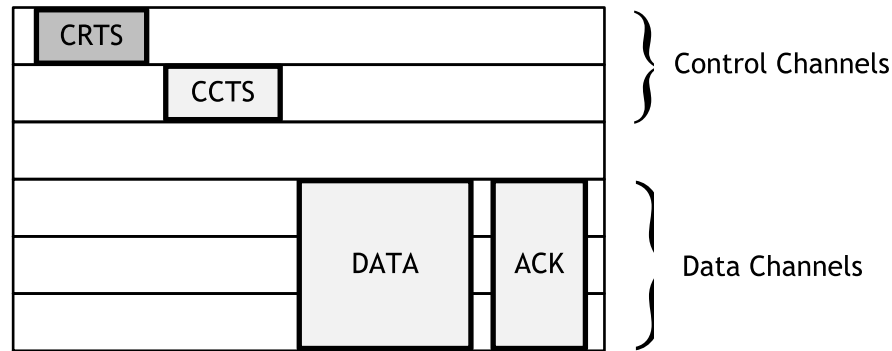 CRTS
Control Channels
CCTS
DATA
ACK
Data Channels